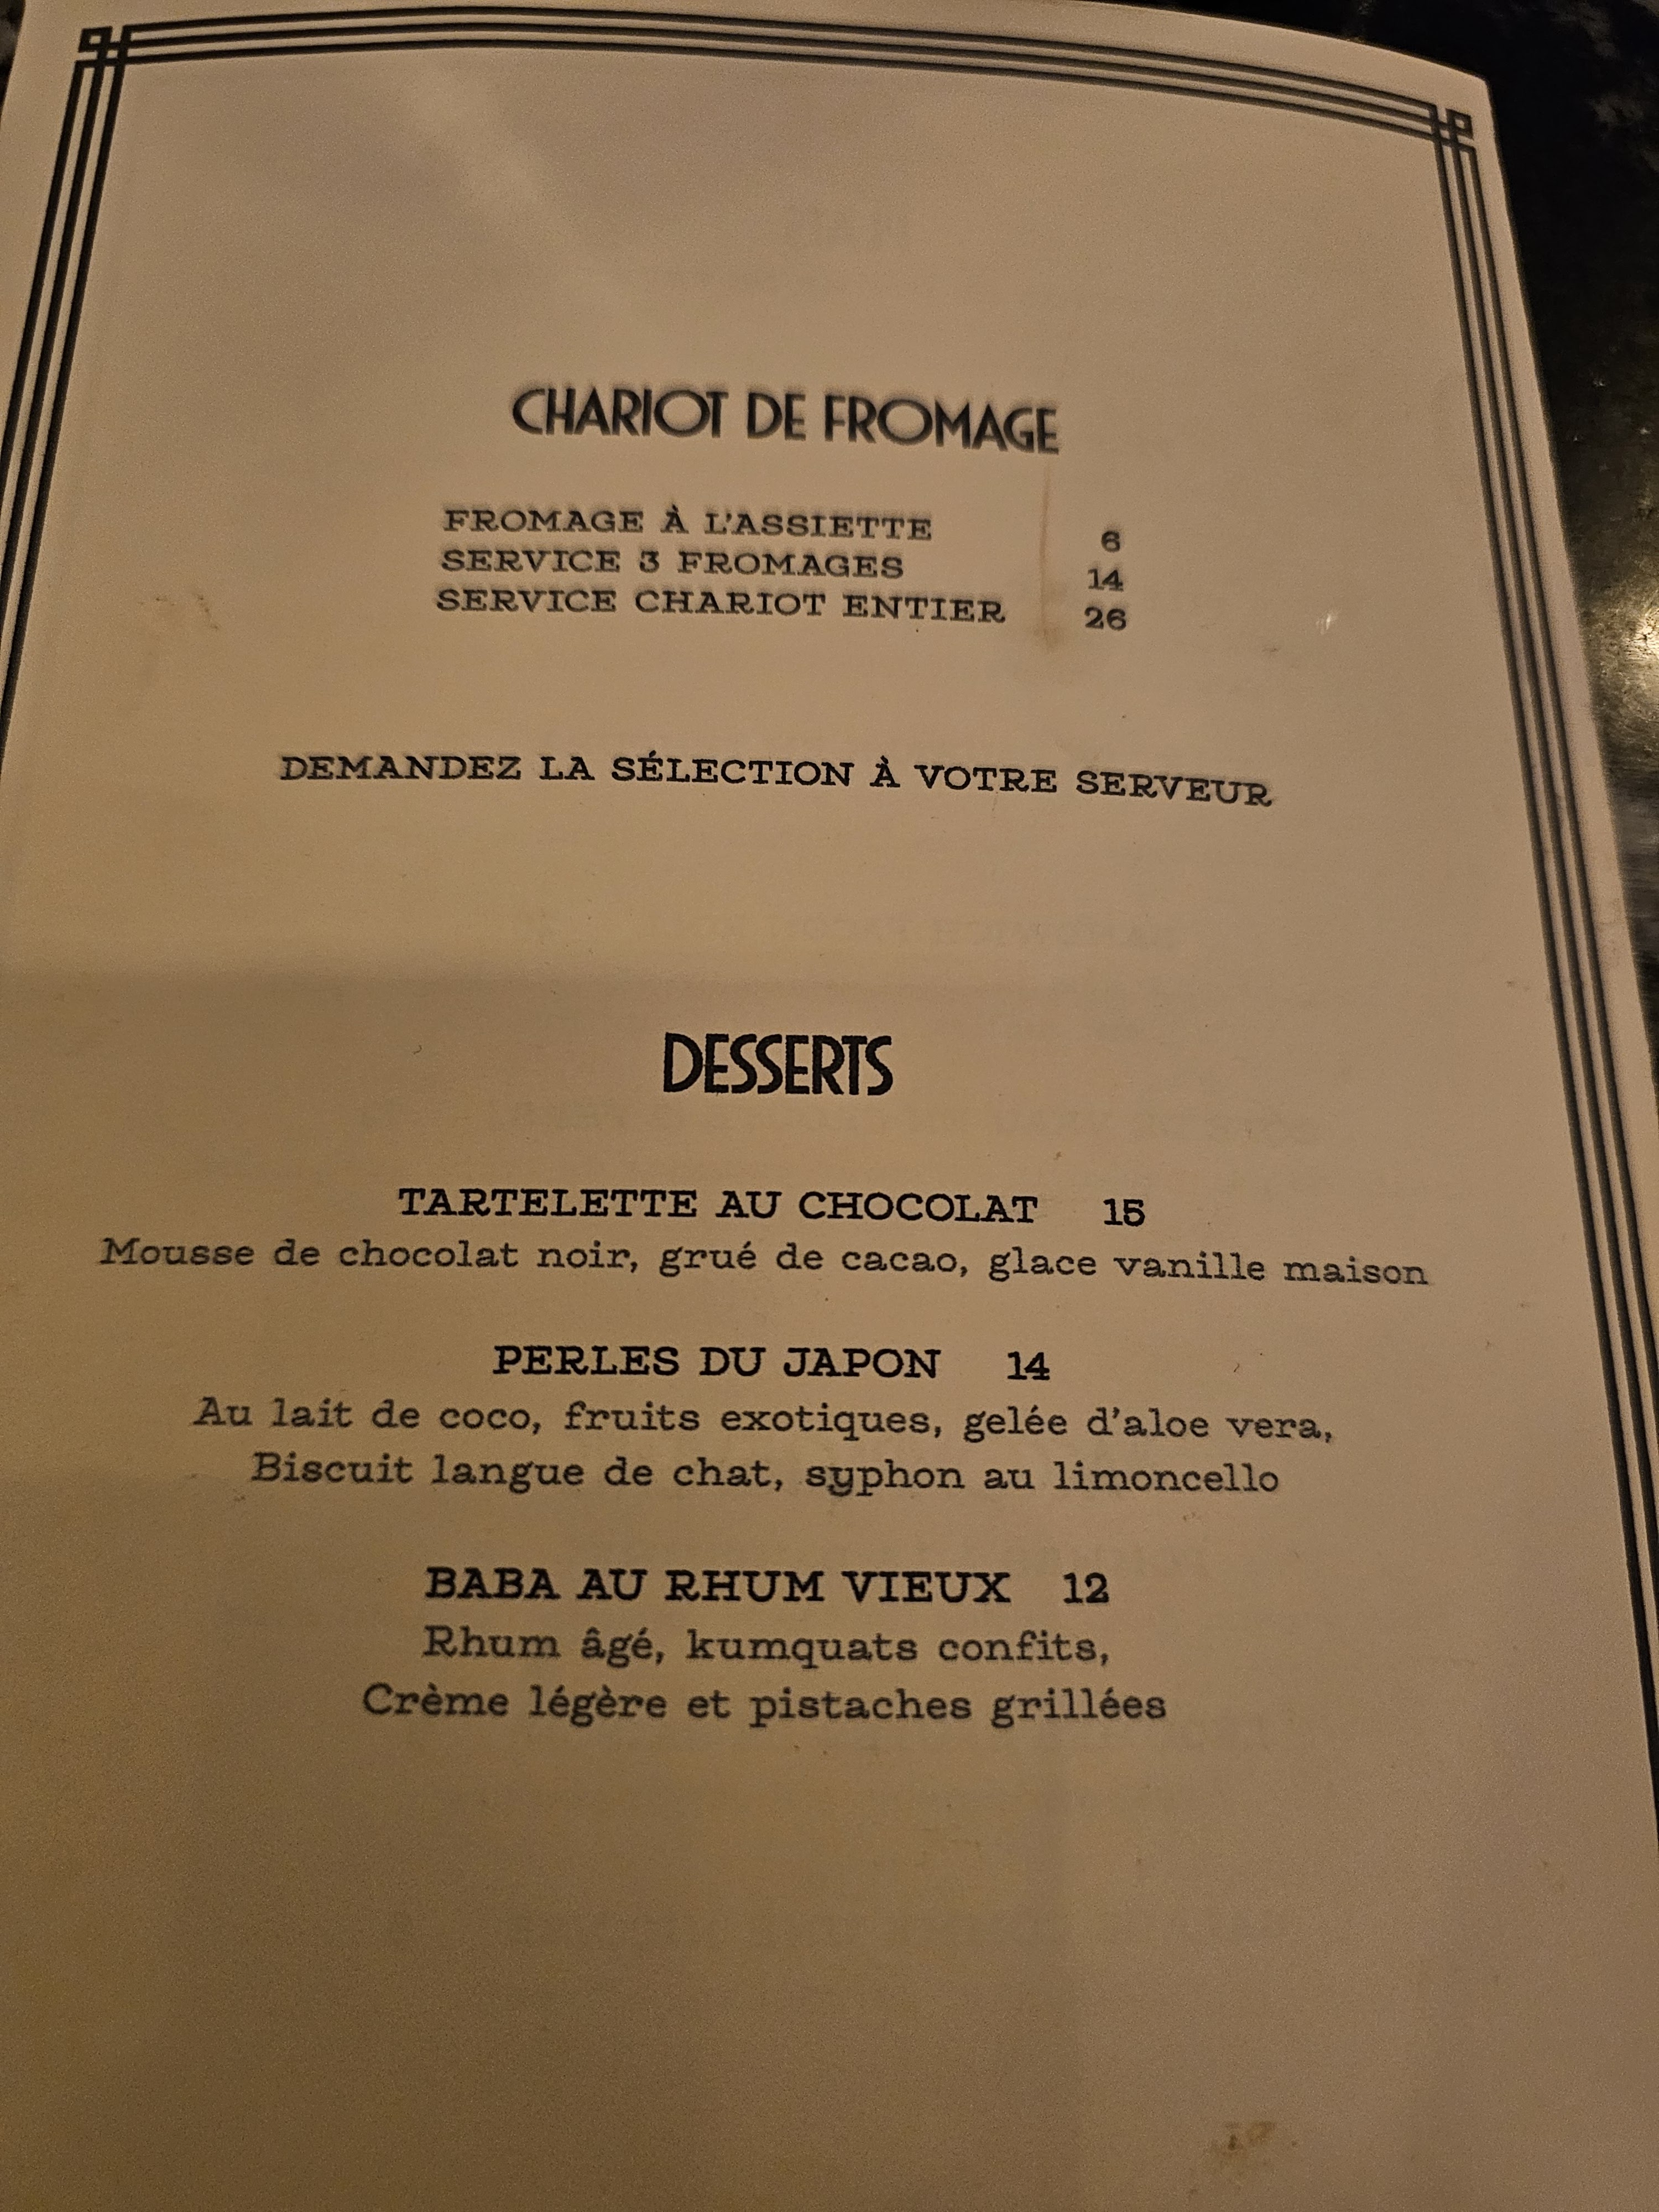 CHARIOT DE FROMAGE
FROMAGE À L'ASSIETTE 6
SERVICE 3 FROMAGES 14
SERVICE CHARIOT ENTIER 26
DEMANDEZ LA SÉLECTION À VOTRE SERVEUR
DESSERTS
TARTELETTE AU CHOCOLAT 15
Mousse de chocolat noir, grué de cacao, glace vanille maison
PERLES DU JAPON 14
Au lait de coco, fruits exotiques, gelée d'aloe vera,
Biscuit langue de chat, syphon au limoncello
BABA AU RHUM VIEUX 12
Rhum âgé, kumquats confits,
Crème légère et pistaches grillées